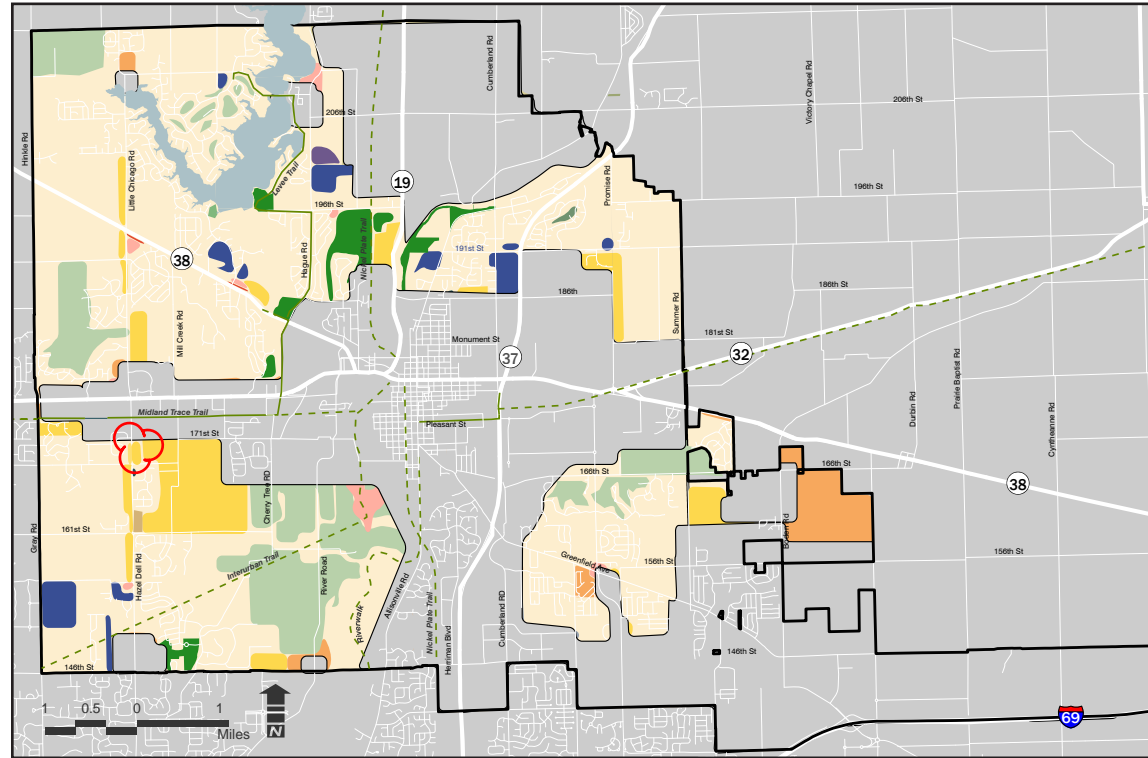 Cumberland Rd
Victory Chapel Rd
206th St
206th St
Hinkle Rd
Little Chicago Rd
Levee Trail
19
Promise Rd
196th St
196th St
Nickel Plate Trail
191st St
Hague Rd
38
186th
186th St
Summer Rd
181st St
Mill Creek Rd
Monument St
37
32
Prairie Baptist Rd
Durbin Rd
Cyntheanne Rd
Midland Trace Trail
Pleasant St
171st St
166th St
166th St
Cherry Tree RD
38
Gray Rd
161st St
Boden Rd
156th St
156th St
Greenfield Ave
Interurban Trail
Hazel Dell Rd
River Road
Allisonville Rd
Riverwalk
Nickel Plate Trail
Herriman Blvd
Cumberland RD
146th St
146th St
1 0.5 0 1
Miles
N
69